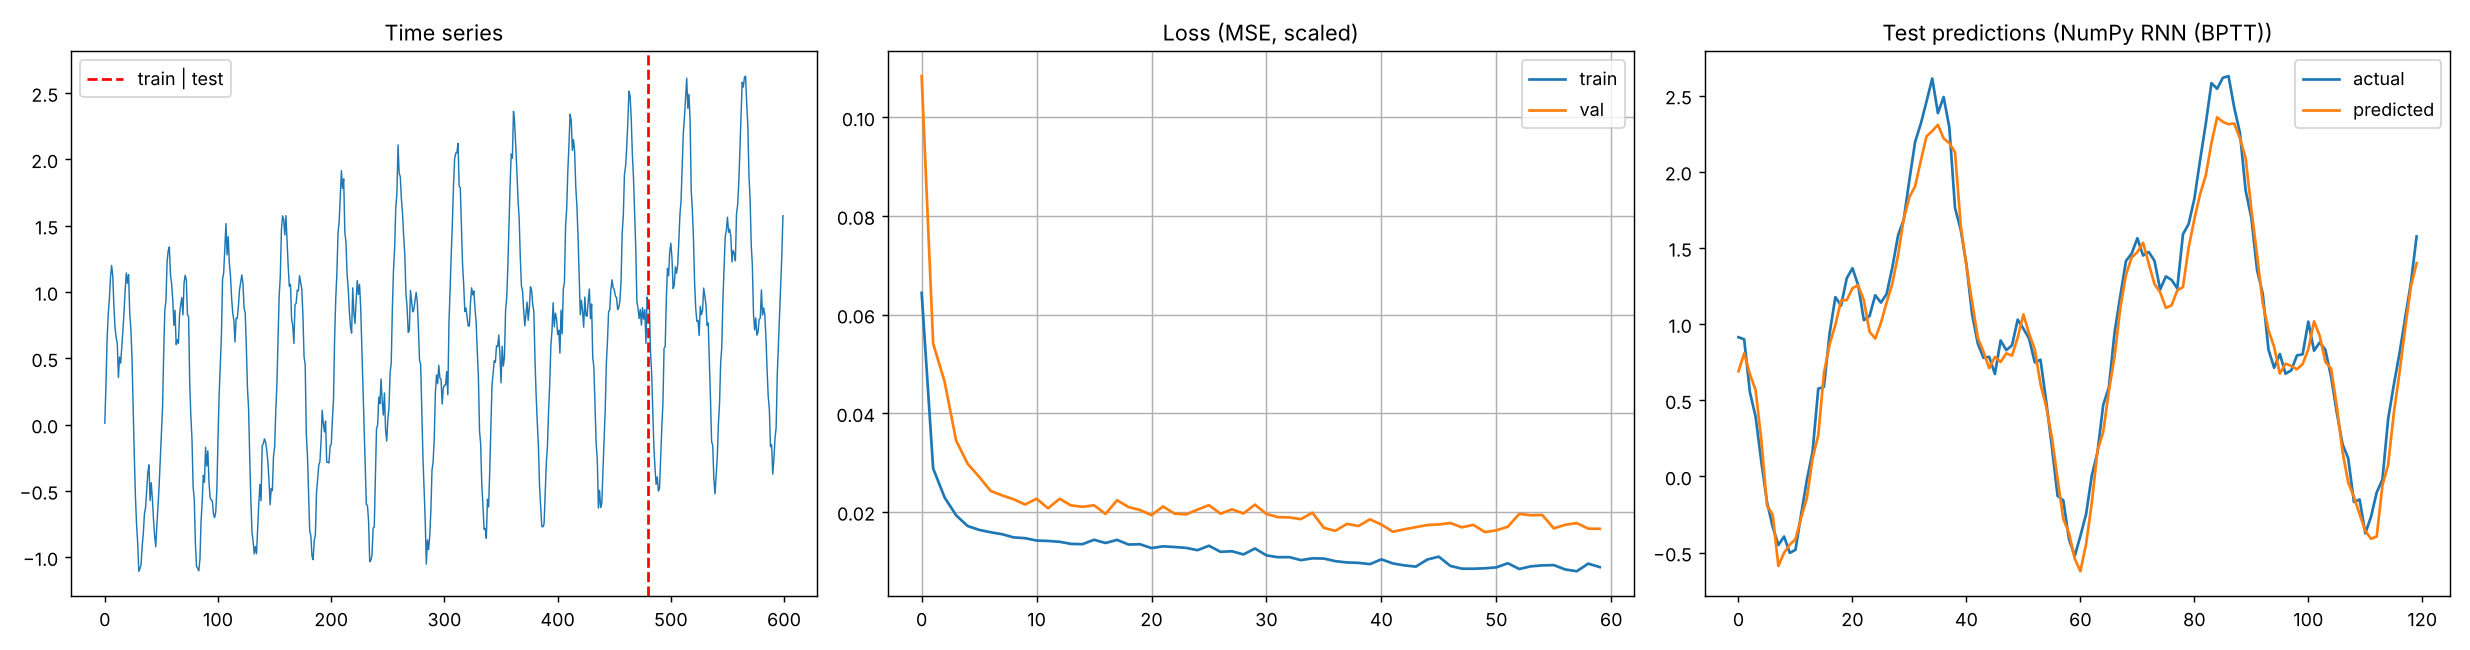 Time series
train | test
2.5
2.0
1.5
1.0
0.5
0.0
−0.5
−1.0
0 100 200 300 400 500 600
Loss (MSE, scaled)
train
val
0.10
0.08
0.06
0.04
0.02
0 10 20 30 40 50 60
Test predictions (NumPy RNN (BPTT))
actual
predicted
2.5
2.0
1.5
1.0
0.5
0.0
−0.5
0 20 40 60 80 100 120